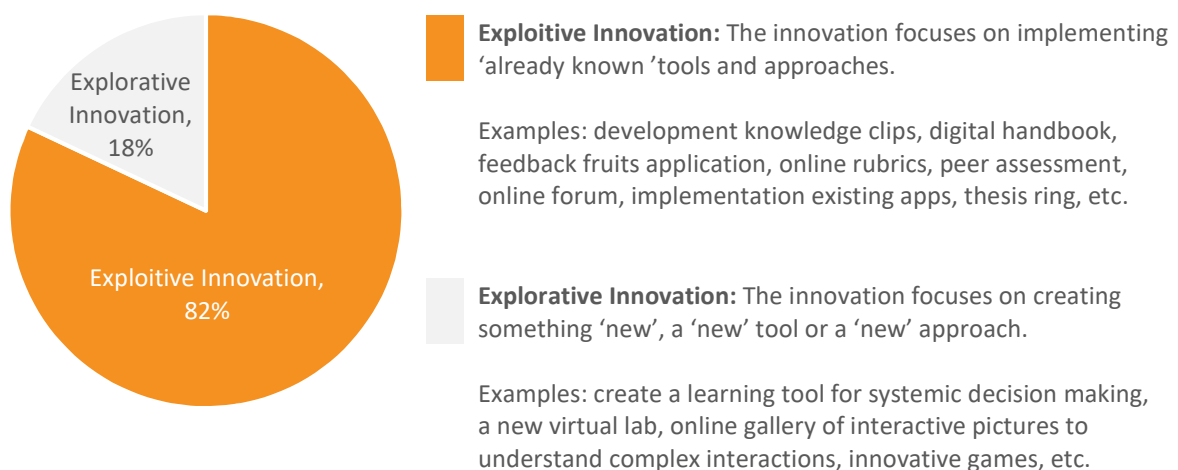 Explorative
Innovation,
18%
Exploitive Innovation,
82%
Exploitive Innovation: The innovation focuses on implementing
‘already known ’tools and approaches.
Examples: development knowledge clips, digital handbook,
feedback fruits application, online rubrics, peer assessment,
online forum, implementation existing apps, thesis ring, etc.
Explorative Innovation: The innovation focuses on creating
something ‘new’, a ‘new’ tool or a ‘new’ approach.
Examples: create a learning tool for systemic decision making,
a new virtual lab, online gallery of interactive pictures to
understand complex interactions, innovative games, etc.